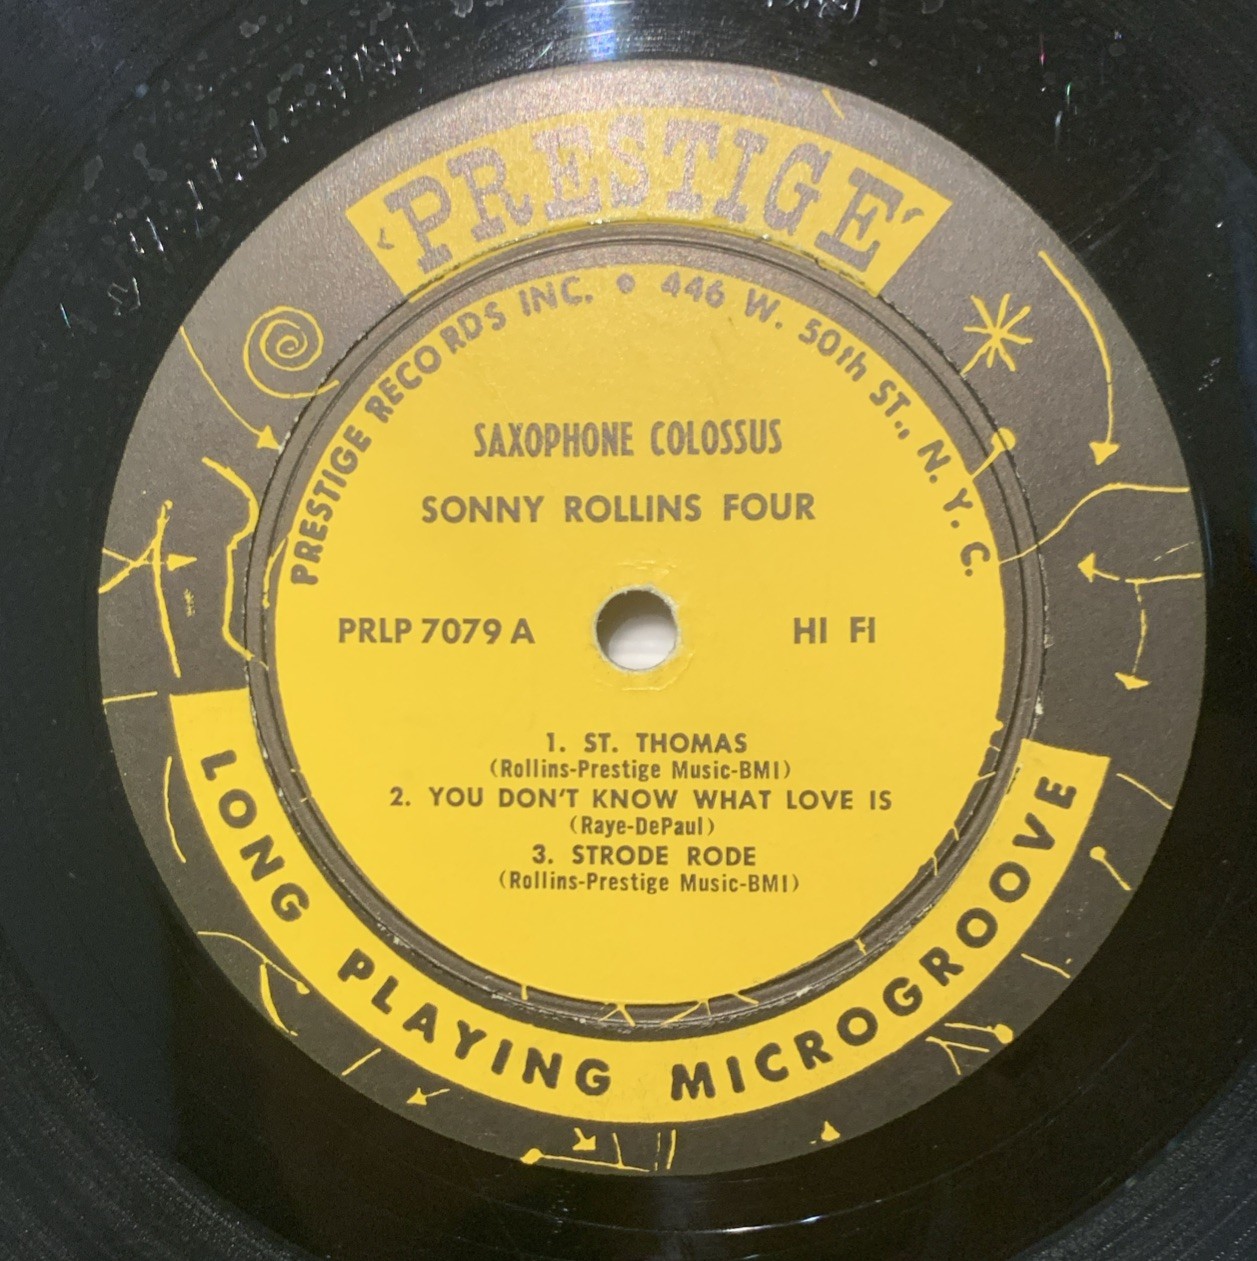 'PRESTIGE'
PRESTIGE RECORDS INC. • 446 W. 50th ST., N. Y. C.
SAXOPHONE COLOSSUS
SONNY ROLLINS FOUR
PRLP 7079 A HI FI
1. ST. THOMAS
(Rollins-Prestige Music-BMI)
2. YOU DON'T KNOW WHAT LOVE IS
(Raye-DePaul)
3. STRODE RODE
(Rollins-Prestige Music-BMI)
LONG PLAYING MICROGROOVE